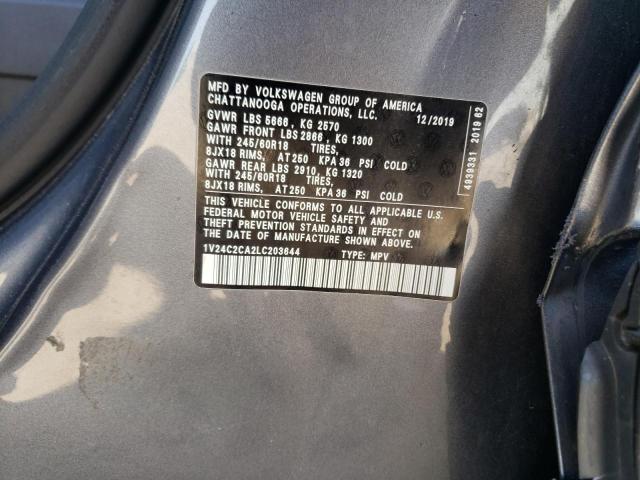 MFD BY VOLKSWAGEN GROUP OF AMERICA
CHATTANOOGA OPERATIONS, LLC. 12/2019
GVWR LBS 5666 , KG 2570
GAWR FRONT LBS 2866 , KG 1300
WITH 245/60R18 TIRES,
8JX18 RIMS, AT 250 KPA 36 PSI COLD
GAWR REAR LBS 2910, KG 1320
WITH 245/60R18 TIRES,
8JX18 RIMS, AT 250 KPA 36 PSI COLD
THIS VEHICLE CONFORMS TO ALL APPLICABLE U.S.
FEDERAL MOTOR VEHICLE SAFETY AND
THEFT PREVENTION STANDARDS IN EFFECT ON
THE DATE OF MANUFACTURE SHOWN ABOVE.
1V24C2CA2LC203644 TYPE: MPV
4939331 2019 62